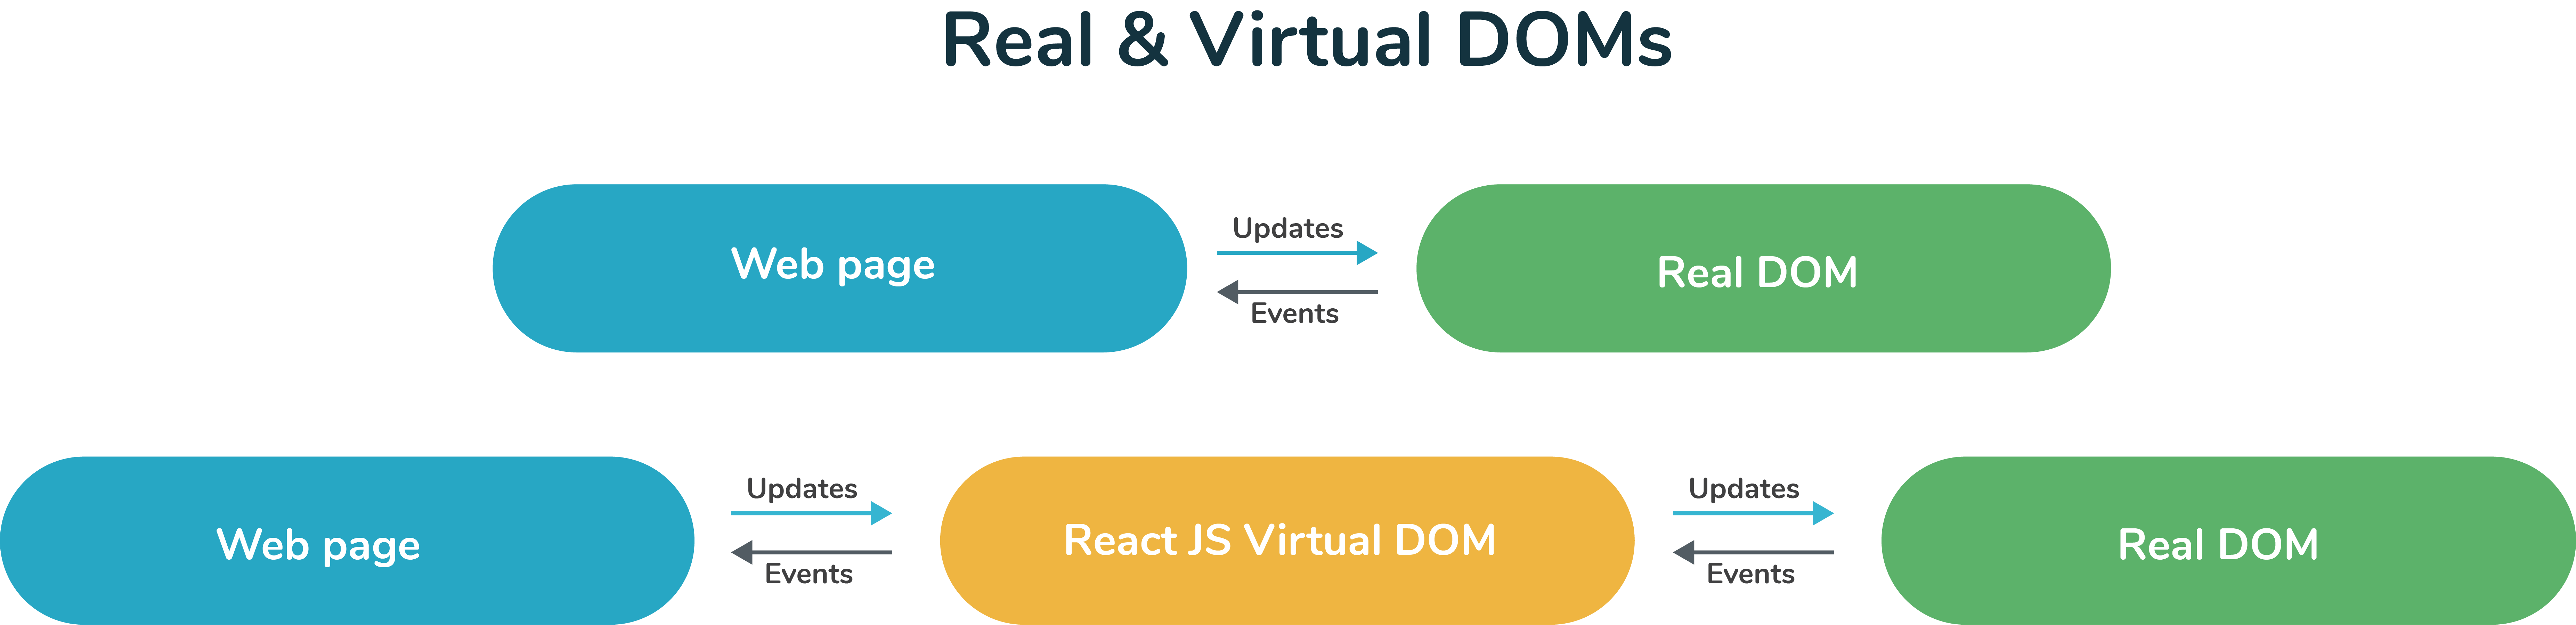 Real & Virtual DOMs
Web page
Updates
Events
Real DOM
Web page
Updates
Events
React JS Virtual DOM
Updates
Events
Real DOM